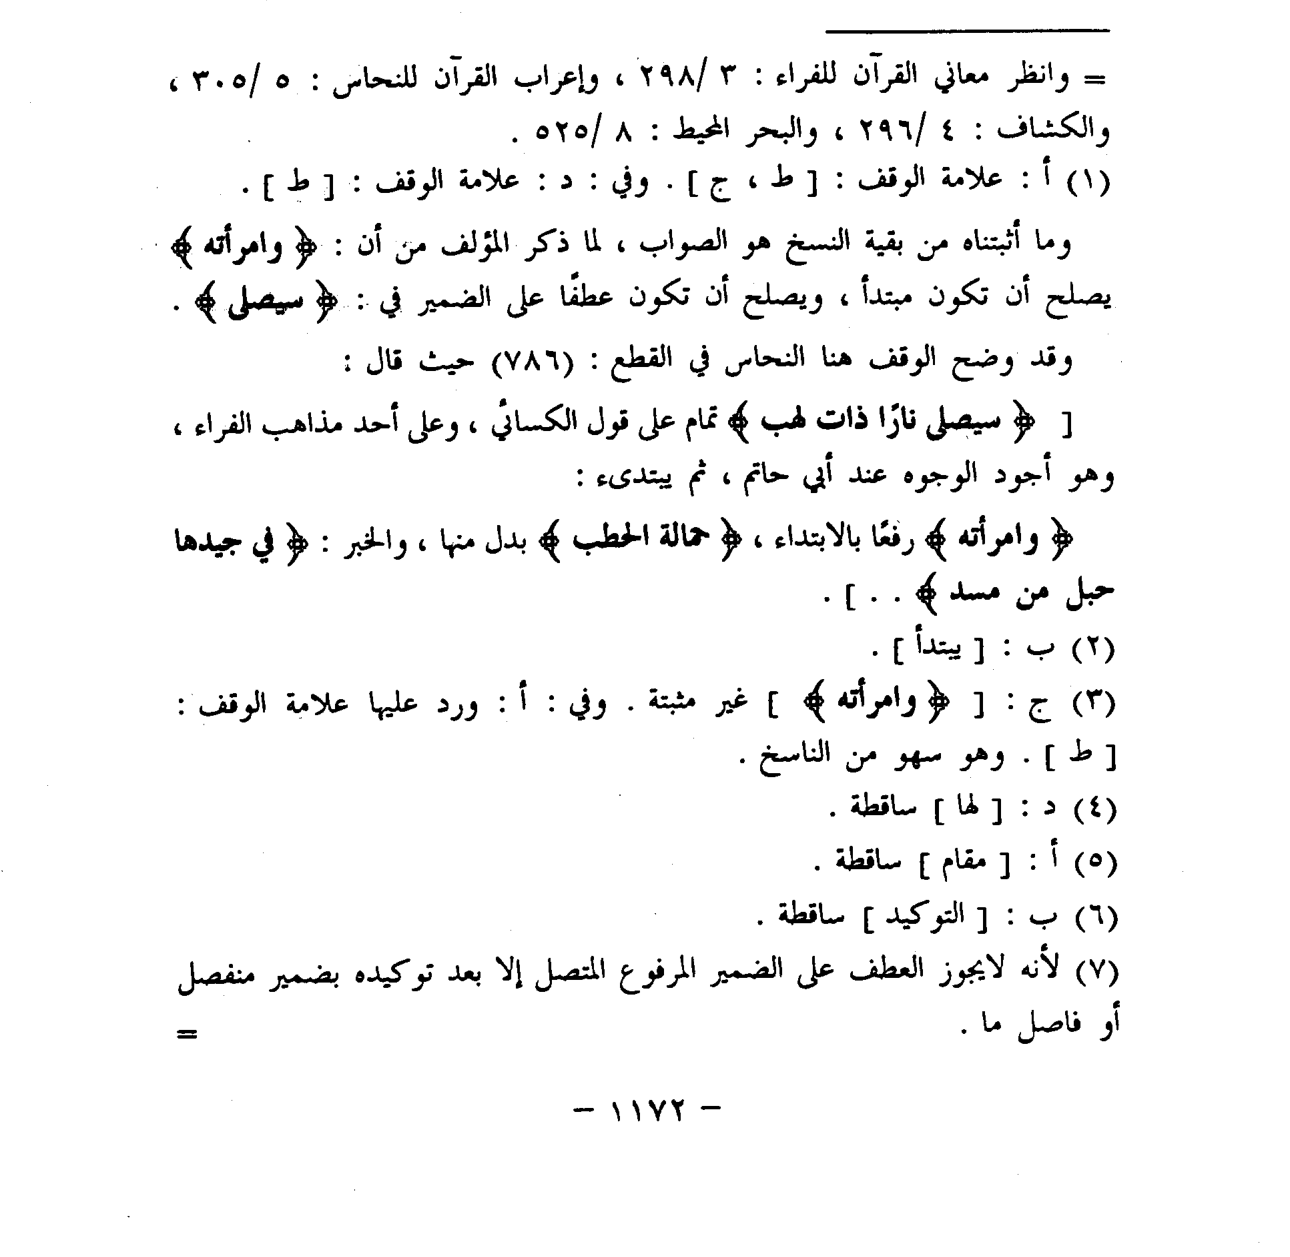 = وانظر معاني القرآن للفراء : ٣ /٢٩٨ ، وإعراب القرآن للنحاس : ٥ /٣٠٥ ،
والكشاف : ٤ /٢٩٦ ، والبحر المحيط : ٨ /٥٢٥ .
(١) أ : علامة الوقف : [ ط ، ج ] . وفي : د : علامة الوقف : [ ط ] .
وما أثبتناه من بقية النسخ هو الصواب ، لما ذكر المؤلف من أن : ﴿ وامرأته ﴾
يصلح أن تكون مبتدأ ، ويصلح أن تكون عطفًا على الضمير في : ﴿ سيصلى ﴾ .
وقد وضح الوقف هنا النحاس في القطع : (٧٨٦) حيث قال :
[ ﴿ سيصلى نارًا ذات لهب ﴾ تمام على قول الكسائي ، وعلى أحد مذاهب الفراء ،
وهو أجود الوجوه عند أبي حاتم ، ثم يبتدىء :
﴿ وامرأته ﴾ رفعًا بالابتداء ، ﴿ حمالة الحطب ﴾ بدل منها ، والخبر : ﴿ في جيدها
حبل من مسد ﴾ . . ] .
(٢) ب : [ يبتدأ ] .
(٣) ج : [ ﴿ وامرأته ﴾ ] غير مثبتة . وفي : أ : ورد عليها علامة الوقف :
[ ط ] . وهو سهو من الناسخ .
(٤) د : [ لها ] ساقطة .
(٥) أ : [ مقام ] ساقطة .
(٦) ب : [ التوكيد ] ساقطة .
(٧) لأنه لايجوز العطف على الضمير المرفوع المتصل إلا بعد توكيده بضمير منفصل
أو فاصل ما . =
– ١١٧٢ –